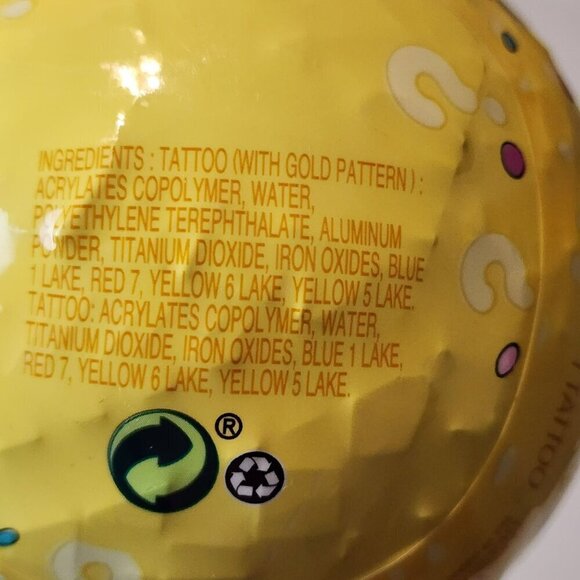 INGREDIENTS : TATTOO (WITH GOLD PATTERN ) :
ACRYLATES COPOLYMER, WATER,
POLYETHYLENE TEREPHTHALATE, ALUMINUM
POWDER, TITANIUM DIOXIDE, IRON OXIDES, BLUE
1 LAKE, RED 7, YELLOW 6 LAKE, YELLOW 5 LAKE.
TATTOO: ACRYLATES COPOLYMER, WATER,
TITANIUM DIOXIDE, IRON OXIDES, BLUE 1 LAKE,
RED 7, YELLOW 6 LAKE, YELLOW 5 LAKE.
®
? 
?
TATTOO